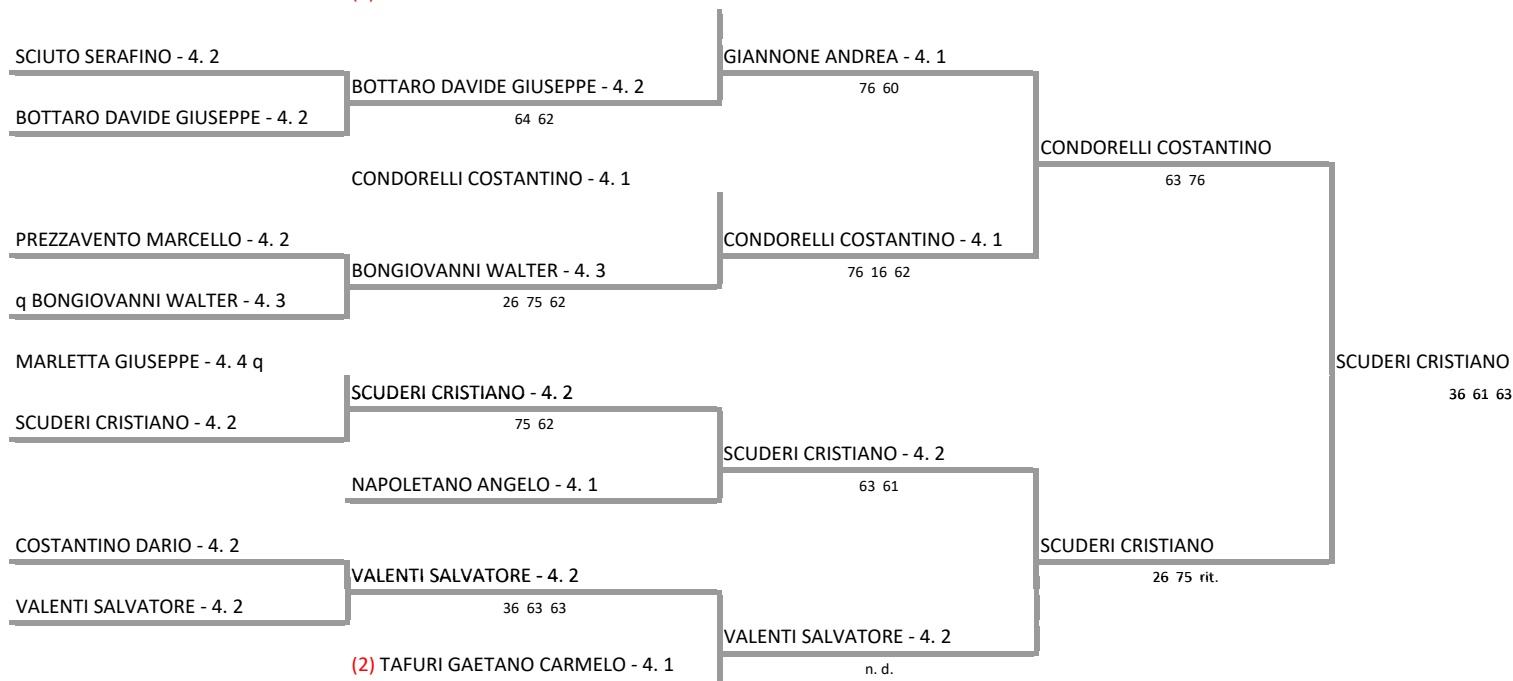 SCIUTO SERAFINO - 4. 2
GIANNONE ANDREA - 4. 1
BOTTARO DAVIDE GIUSEPPE - 4. 2
76 60
BOTTARO DAVIDE GIUSEPPE - 4. 2
64 62
CONDORELLI COSTANTINO
CONDORELLI COSTANTINO - 4. 1
63 76
PREZZAVENTO MARCELLO - 4. 2
CONDORELLI COSTANTINO - 4. 1
BONGIOVANNI WALTER - 4. 3
76 16 62
q BONGIOVANNI WALTER - 4. 3
26 75 62
MARLETTA GIUSEPPE - 4. 4 q
SCUDERI CRISTIANO
SCUDERI CRISTIANO - 4. 2
36 61 63
SCUDERI CRISTIANO - 4. 2
75 62
SCUDERI CRISTIANO - 4. 2
NAPOLETANO ANGELO - 4. 1
63 61
COSTANTINO DARIO - 4. 2
SCUDERI CRISTIANO
VALENTI SALVATORE - 4. 2
26 75 rit.
VALENTI SALVATORE - 4. 2
36 63 63
VALENTI SALVATORE - 4. 2
(2) TAFURI GAETANO CARMELO - 4. 1
n. d.